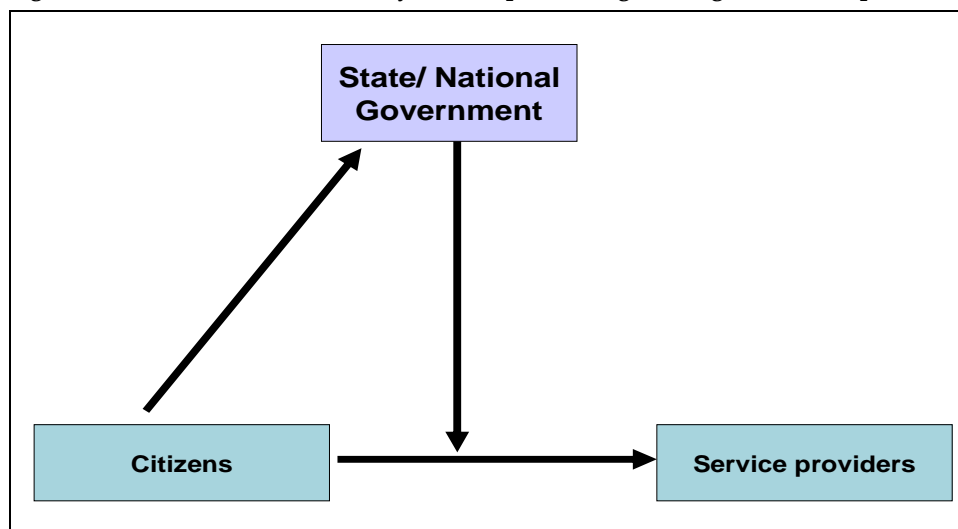 State/ National
Government
Citizens
Service providers